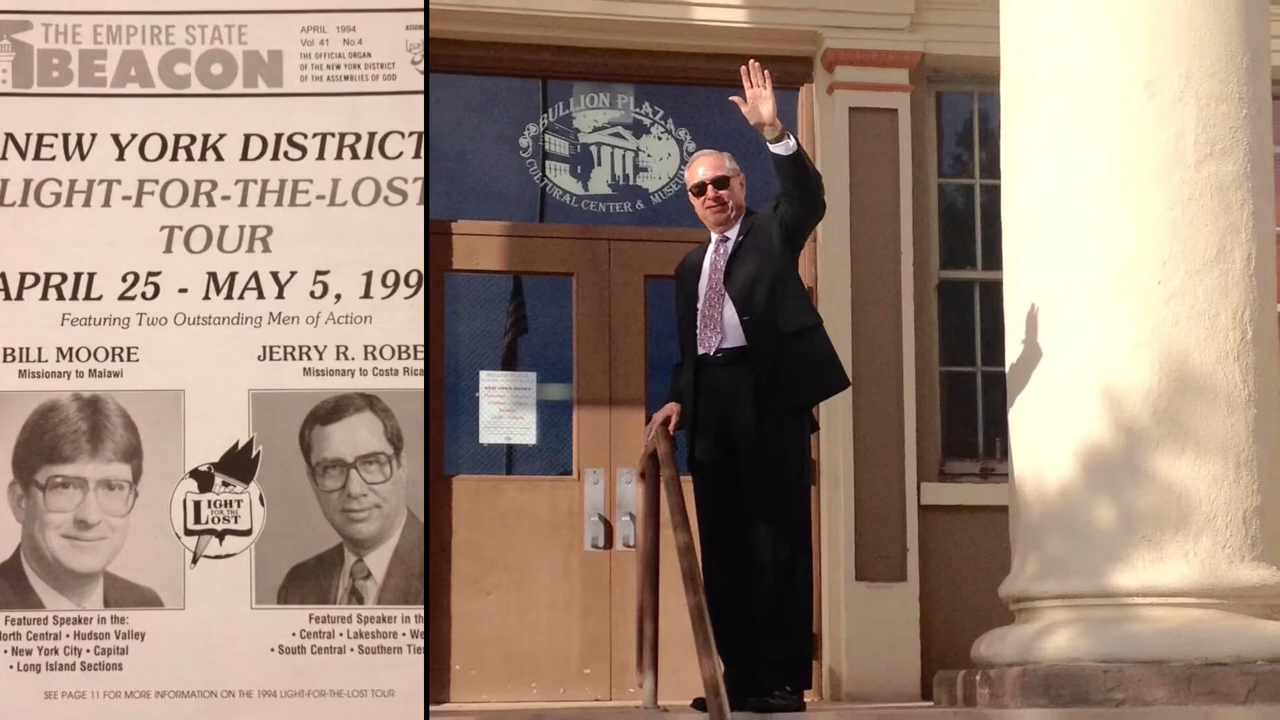 THE EMPIRE STATE
BEACON
APRIL 1994
Vol. 41 No.4
THE OFFICIAL ORGAN
OF THE NEW YORK DISTRICT
OF THE ASSEMBLIES OF GOD
NEW YORK DISTRICT
LIGHT-FOR-THE-LOST
TOUR
APRIL 25 - MAY 5, 199
Featuring Two Outstanding Men of Action
BILL MOORE
Missionary to Malawi
JERRY R. ROBE
Missionary to Costa Rica
LIGHT
FOR THE
LOST
Featured Speaker in the:
orth Central • Hudson Valley
• New York City • Capital
• Long Island Sections
Featured Speaker in th
• Central • Lakeshore • We
South Central • Southern Tie
SEE PAGE 11 FOR MORE INFORMATION ON THE 1994 LIGHT-FOR-THE-LOST TOUR
BULLION PLAZA
CULTURAL CENTER & MUSEUM